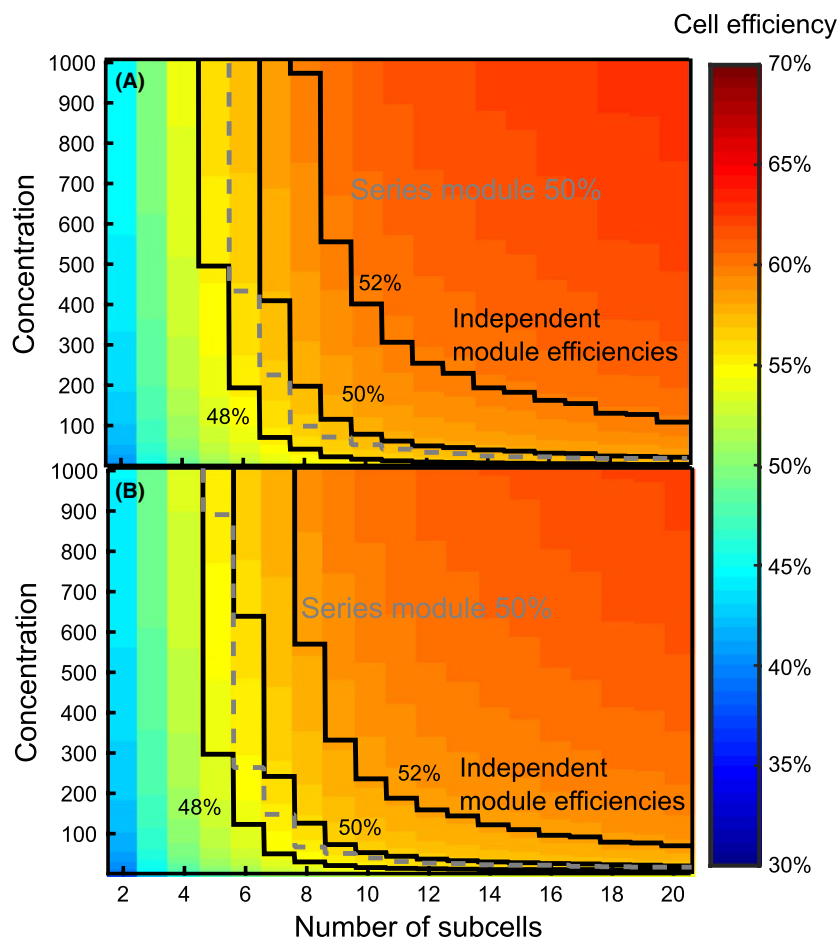 Cell efficiency
(A)
1000
900
800
700
600
500
400
300
200
100
Concentration
Series module 50%
52%
Independent
module efficiencies
50%
48%
(B)
1000
900
800
700
600
500
400
300
200
100
Concentration
Series module 50%
52%
Independent
module efficiencies
48%
50%
2 4 6 8 10 12 14 16 18 20
Number of subcells
70%
65%
60%
55%
50%
45%
40%
35%
30%